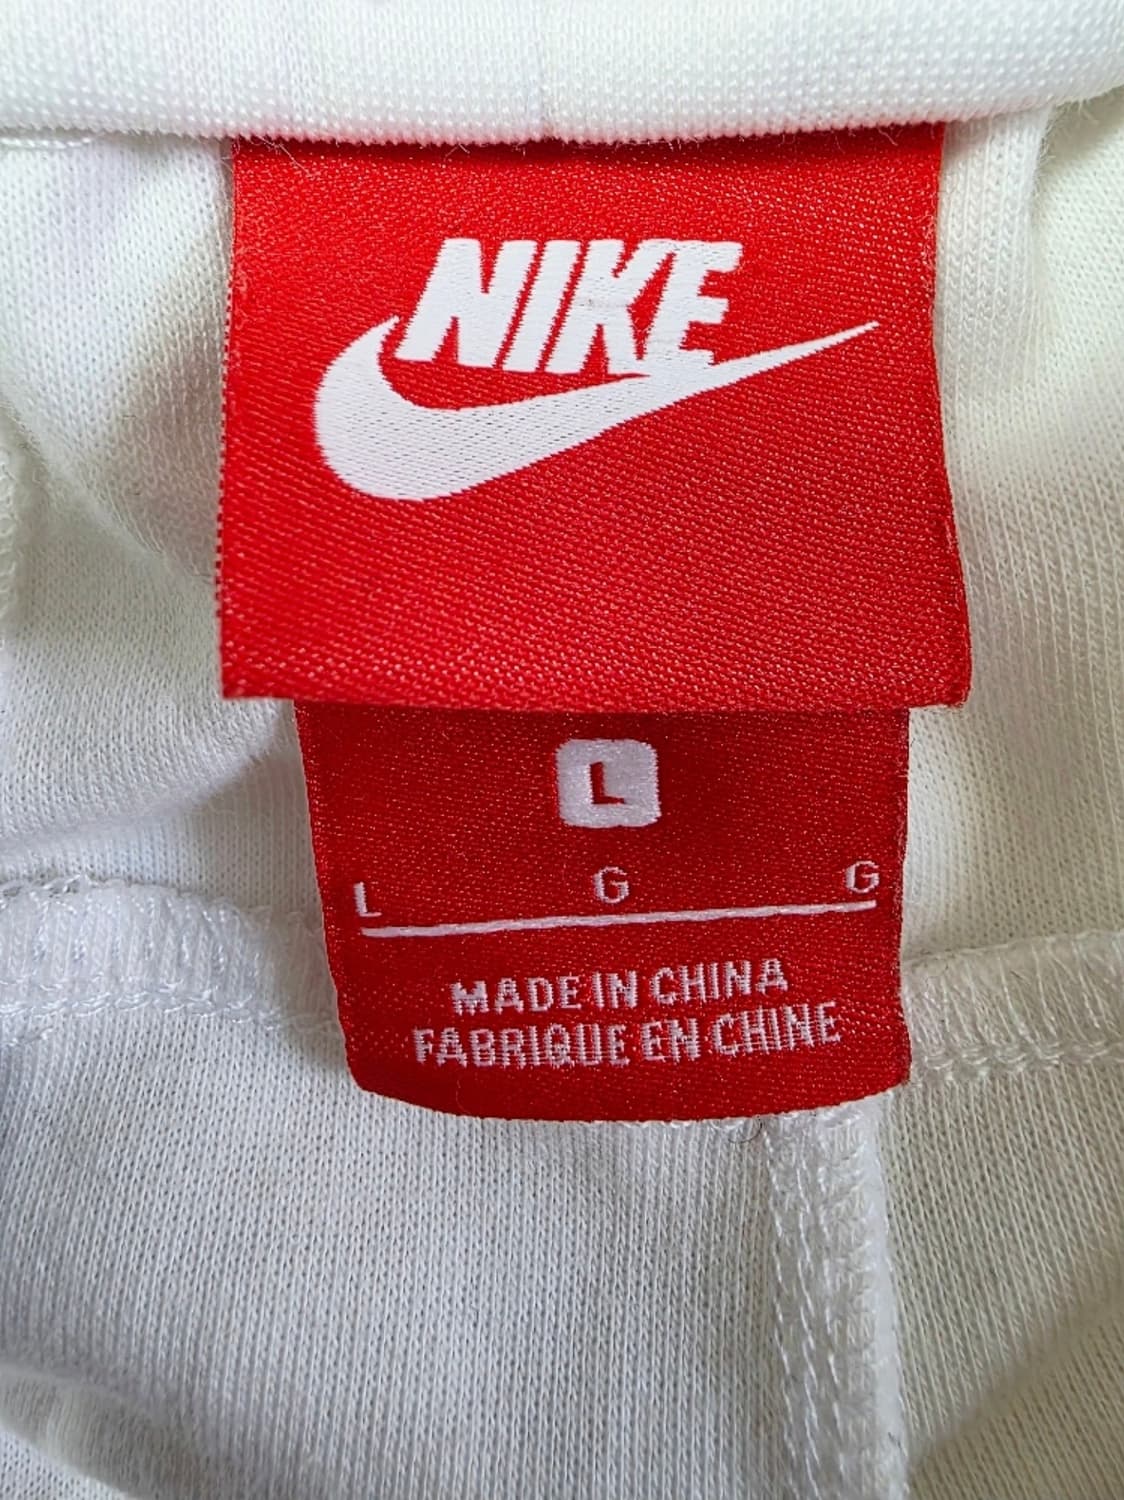 NIKE
L
L G G
MADE IN CHINA
FABRIQUE EN CHINE